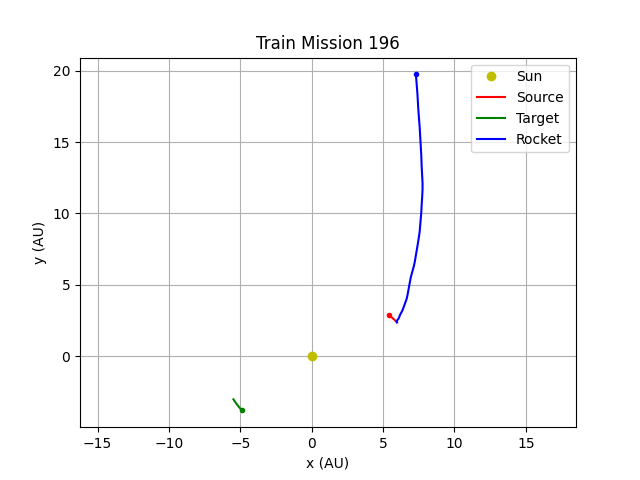 Train Mission 196
Sun
Source
Target
Rocket
20
15
10
5
0
y (AU)
−15
−10
−5
0
5
10
15
x (AU)